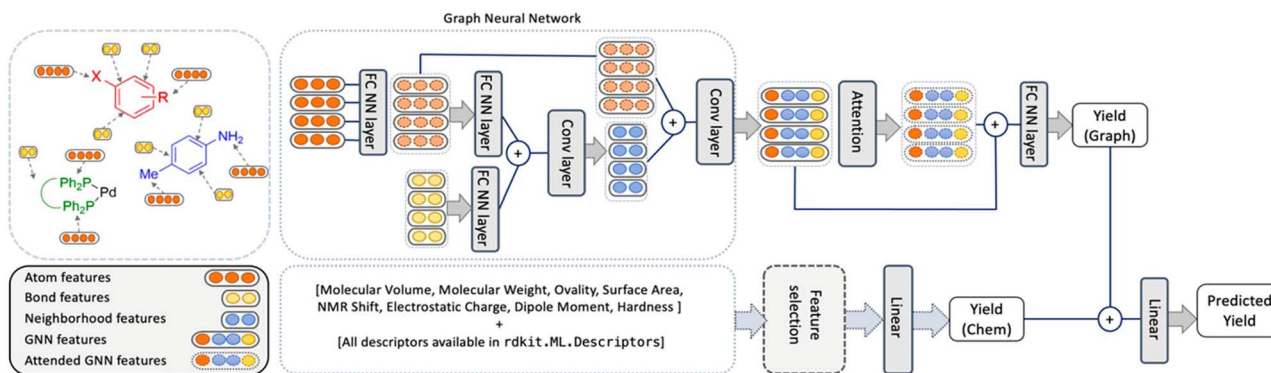 Graph Neural Network
X
R
NH₂
Me
Ph₂P
Pd
Ph₂P
FC NN layer
FC NN layer
FC NN layer
Conv layer
+
+
Conv layer
Attention
+
FC NN layer
Yield
(Graph)
Atom features
Bond features
Neighborhood features
GNN features
Attended GNN features
[Molecular Volume, Molecular Weight, Ovality, Surface Area,
NMR Shift, Electrostatic Charge, Dipole Moment, Hardness ]
+
[All descriptors available in rdkit.ML.Descriptors]
Feature
selection
Linear
Yield
(Chem)
+
Linear
Predicted
Yield